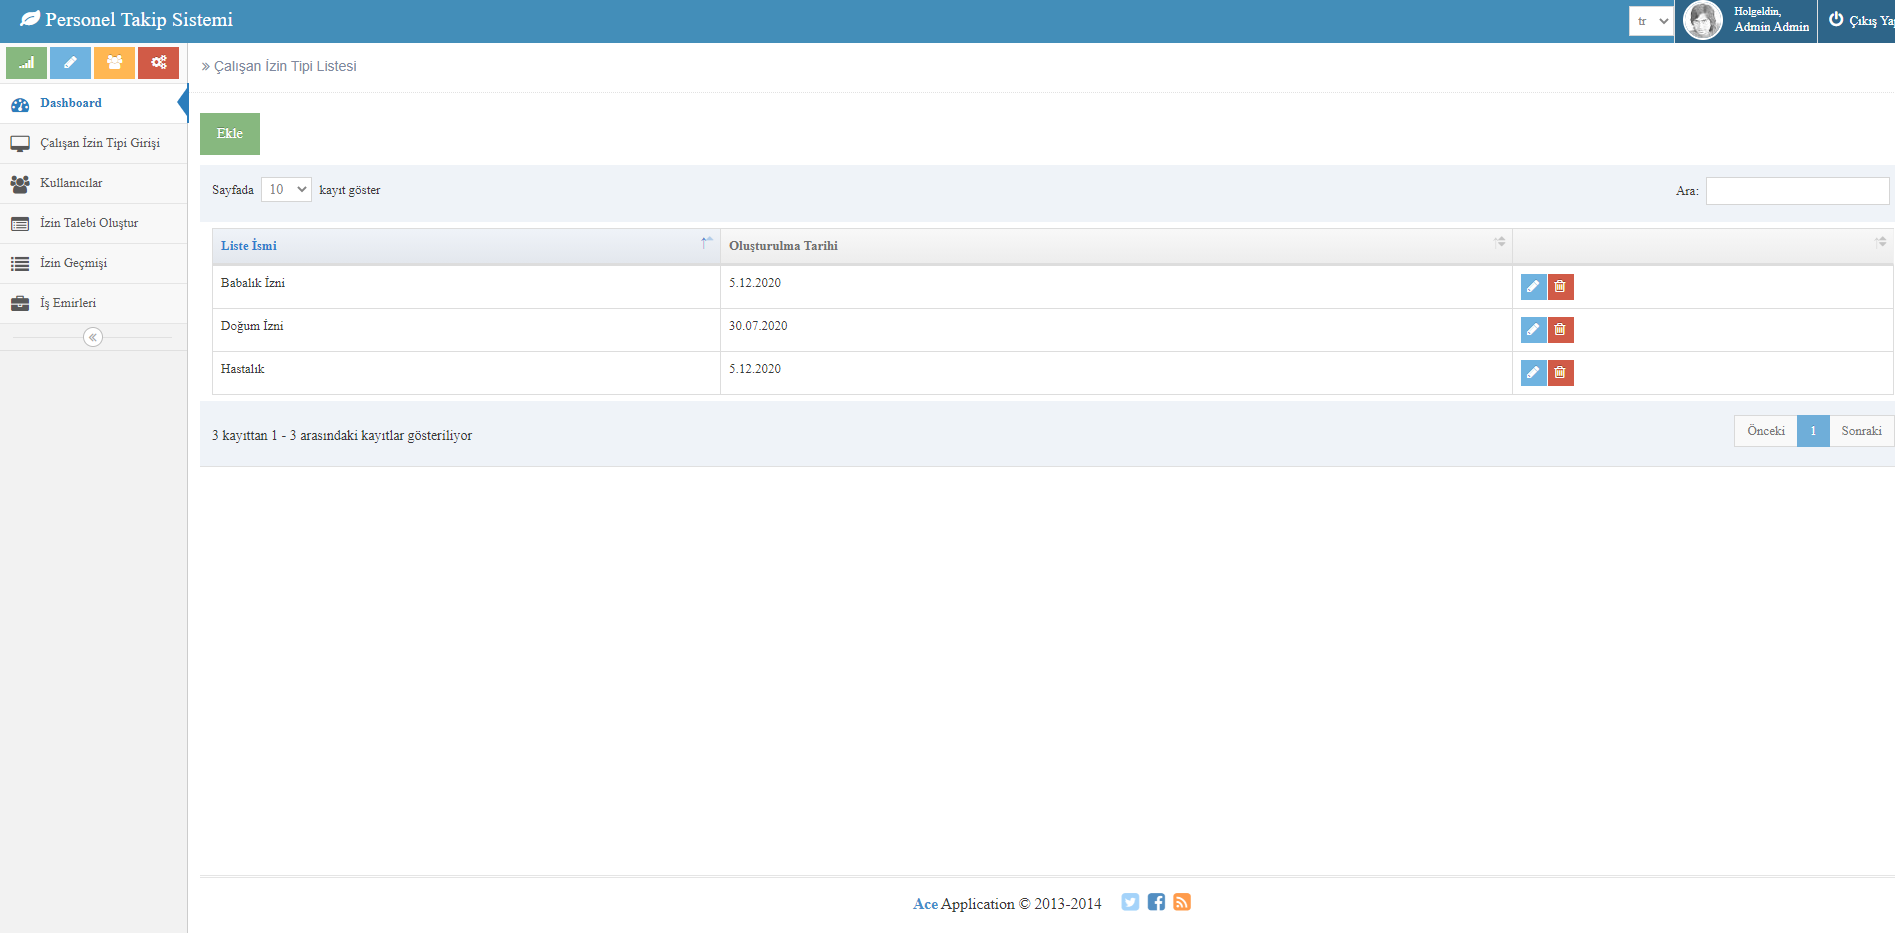 Personel Takip Sistemi
tr
Holgeldin,
Admin Admin
Çıkış Ya
Çalışan İzin Tipi Listesi
Dashboard
Çalışan İzin Tipi Girişi
Kullanıcılar
İzin Talebi Oluştur
İzin Geçmişi
İş Emirleri
Ekle
Sayfada 10 kayıt göster
Ara:
Liste İsmi Oluşturulma Tarihi
Babalık İzni 5.12.2020
Doğum İzni 30.07.2020
Hastalık 5.12.2020
3 kayıttan 1 - 3 arasındaki kayıtlar gösteriliyor
Önceki 1 Sonraki
Ace Application © 2013-2014